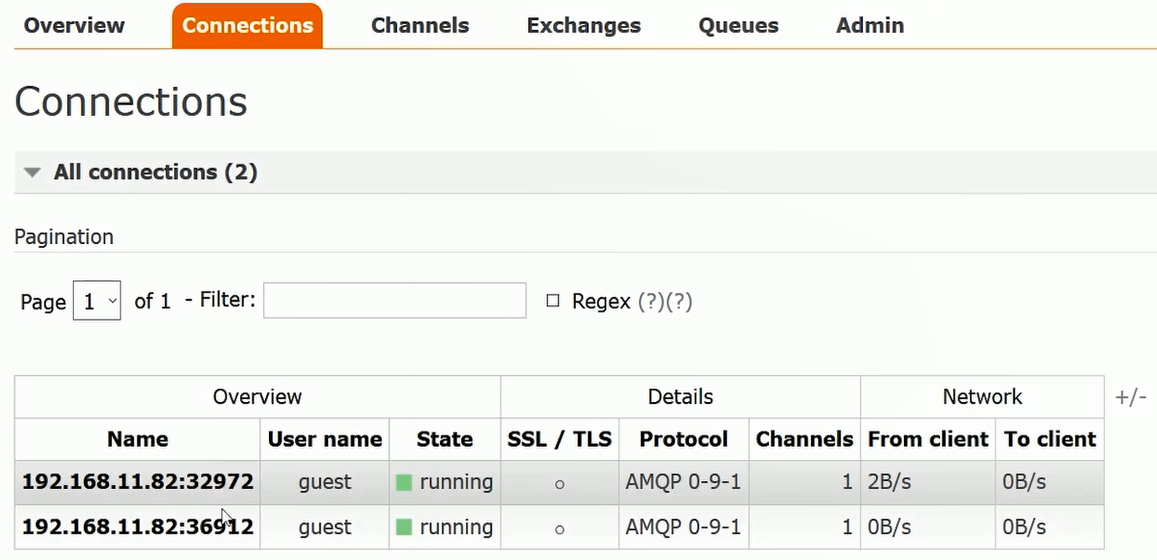 Overview Connections Channels Exchanges Queues Admin
Connections
All connections (2)
Pagination
Page 1 of 1 - Filter: Regex (?)(?)
Overview Details Network +/-
Name User name State SSL / TLS Protocol Channels From client To client
192.168.11.82:32972 guest running ○ AMQP 0-9-1 1 2B/s 0B/s
192.168.11.82:36912 guest running ○ AMQP 0-9-1 1 0B/s 0B/s